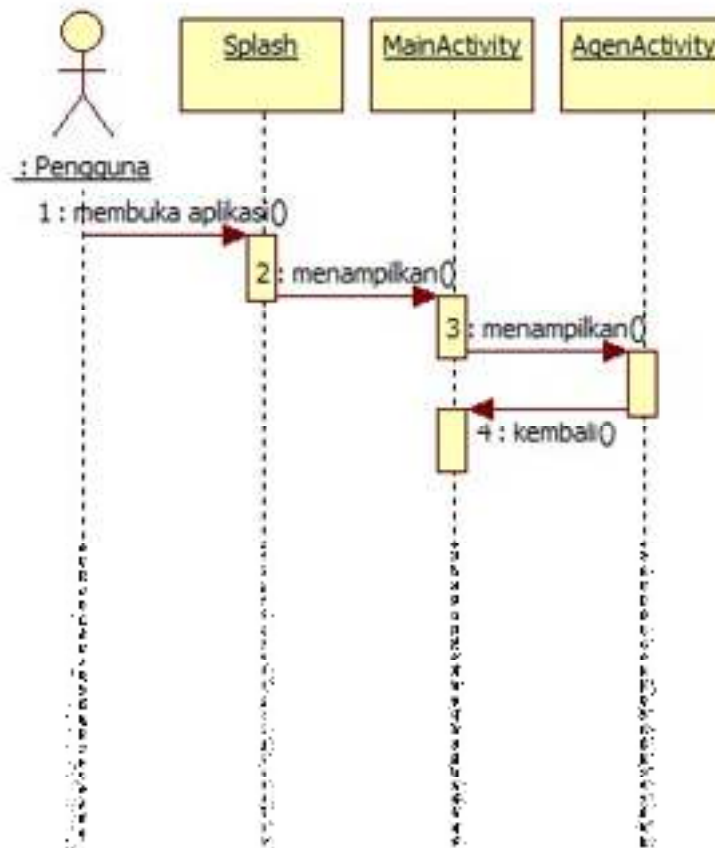 Splash
MainActivity
AgenActivity
: Pengguna
1 : membuka aplikasi()
2 : menampilkan()
3 : menampilkan()
4 : kembali()